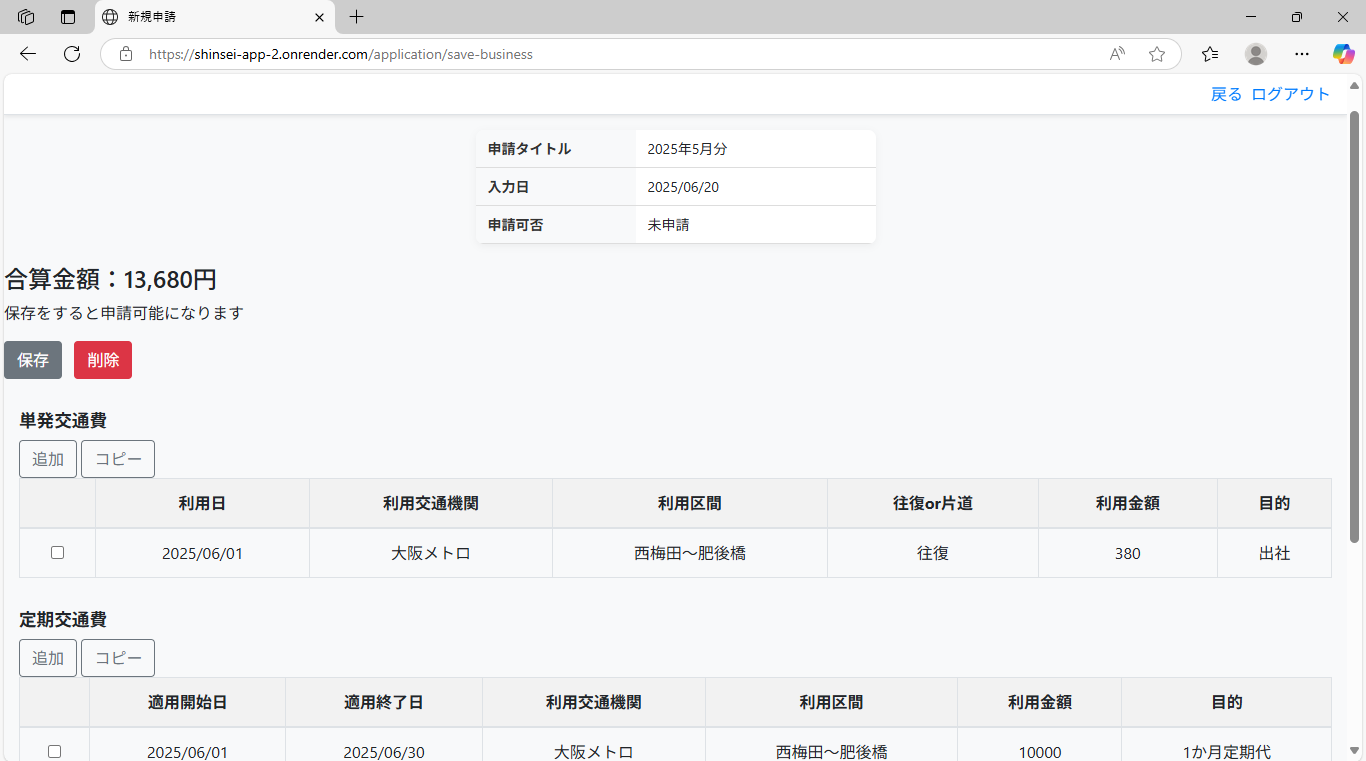 新規申請
https://shinsei-app-2.onrender.com/application/save-business
戻る ログアウト
申請タイトル 2025年5月分
入力日 2025/06/20
申請可否 未申請
合算金額：13,680円
保存をすると申請可能になります
保存 削除
単発交通費
追加 コピー
利用日 利用交通機関 利用区間 往復or片道 利用金額 目的
2025/06/01 大阪メトロ 西梅田～肥後橋 往復 380 出社
定期交通費
追加 コピー
適用開始日 適用終了日 利用交通機関 利用区間 利用金額 目的
2025/06/01 2025/06/30 大阪メトロ 西梅田～肥後橋 10000 1か月定期代